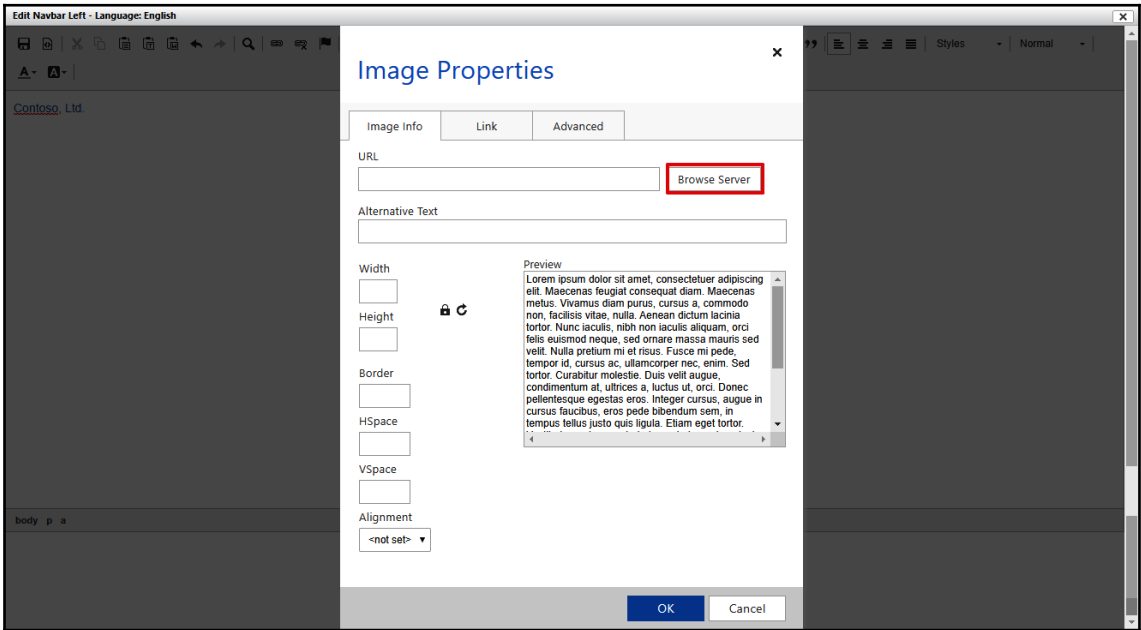 Edit Navbar Left - Language: English
Styles
Normal
A
A
Contoso, Ltd.
Image Properties
Image Info
Link
Advanced
URL
Browse Server
Alternative Text
Width
Height
Border
HSpace
VSpace
Alignment
<not set>
Preview
Lorem ipsum dolor sit amet, consectetuer adipiscing
elit. Maecenas feugiat consequat diam. Maecenas
metus. Vivamus diam purus, cursus a, commodo
non, facilisis vitae, nulla. Aenean dictum lacinia
tortor. Nunc iaculis, nibh non iaculis aliquam, orci
felis euismod neque, sed ornare massa mauris sed
velit. Nulla pretium mi et risus. Fusce mi pede,
tempor id, cursus ac, ullamcorper nec, enim. Sed
tortor. Curabitur molestie. Duis velit augue,
condimentum at, ultrices a, luctus ut, orci. Donec
pellentesque egestas eros. Integer cursus, augue in
cursus faucibus, eros pede bibendum sem, in
tempus tellus justo quis ligula. Etiam eget tortor.
body p a
OK
Cancel